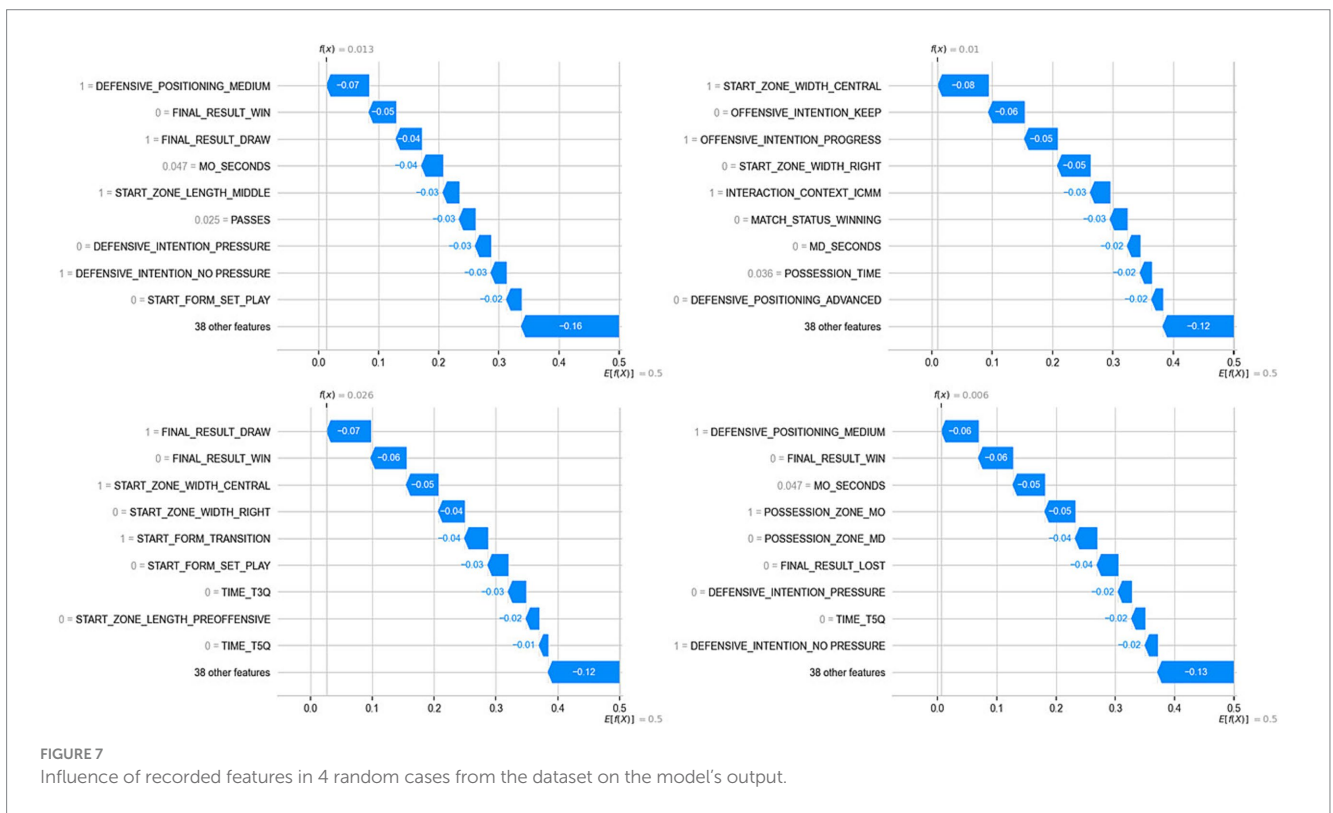 f(x) = 0.013
1 = DEFENSIVE_POSITIONING_MEDIUM
−0.07
0 = FINAL_RESULT_WIN
−0.05
1 = FINAL_RESULT_DRAW
−0.04
0.047 = MO_SECONDS
−0.04
1 = START_ZONE_LENGTH_MIDDLE
−0.03
0.025 = PASSES
−0.03
0 = DEFENSIVE_INTENTION_PRESSURE
−0.03
1 = DEFENSIVE_INTENTION_NO PRESSURE
−0.03
0 = START_FORM_SET_PLAY
−0.02
38 other features
−0.16
0.0 0.1 0.2 0.3 0.4 0.5
E[f(X)] = 0.5
f(x) = 0.01
1 = START_ZONE_WIDTH_CENTRAL
−0.08
0 = OFFENSIVE_INTENTION_KEEP
−0.06
1 = OFFENSIVE_INTENTION_PROGRESS
−0.05
0 = START_ZONE_WIDTH_RIGHT
−0.05
1 = INTERACTION_CONTEXT_ICMM
−0.03
0 = MATCH_STATUS_WINNING
−0.03
0 = MD_SECONDS
−0.02
0.036 = POSSESSION_TIME
−0.02
0 = DEFENSIVE_POSITIONING_ADVANCED
−0.02
38 other features
−0.12
0.0 0.1 0.2 0.3 0.4 0.5
E[f(X)] = 0.5
f(x) = 0.026
1 = FINAL_RESULT_DRAW
−0.07
0 = FINAL_RESULT_WIN
−0.06
1 = START_ZONE_WIDTH_CENTRAL
−0.05
0 = START_ZONE_WIDTH_RIGHT
−0.04
1 = START_FORM_TRANSITION
−0.04
0 = START_FORM_SET_PLAY
−0.03
0 = TIME_T3Q
−0.03
0 = START_ZONE_LENGTH_PREOFFENSIVE
−0.02
0 = TIME_T5Q
−0.01
38 other features
−0.12
0.0 0.1 0.2 0.3 0.4 0.5
E[f(X)] = 0.5
f(x) = 0.006
1 = DEFENSIVE_POSITIONING_MEDIUM
−0.06
0 = FINAL_RESULT_WIN
−0.06
0.047 = MO_SECONDS
−0.05
1 = POSSESSION_ZONE_MO
−0.05
0 = POSSESSION_ZONE_MD
−0.04
0 = FINAL_RESULT_LOST
−0.04
0 = DEFENSIVE_INTENTION_PRESSURE
−0.02
0 = TIME_T5Q
−0.02
1 = DEFENSIVE_INTENTION_NO PRESSURE
−0.02
38 other features
−0.13
0.0 0.1 0.2 0.3 0.4 0.5
E[f(X)] = 0.5
FIGURE 7
Influence of recorded features in 4 random cases from the dataset on the model's output.